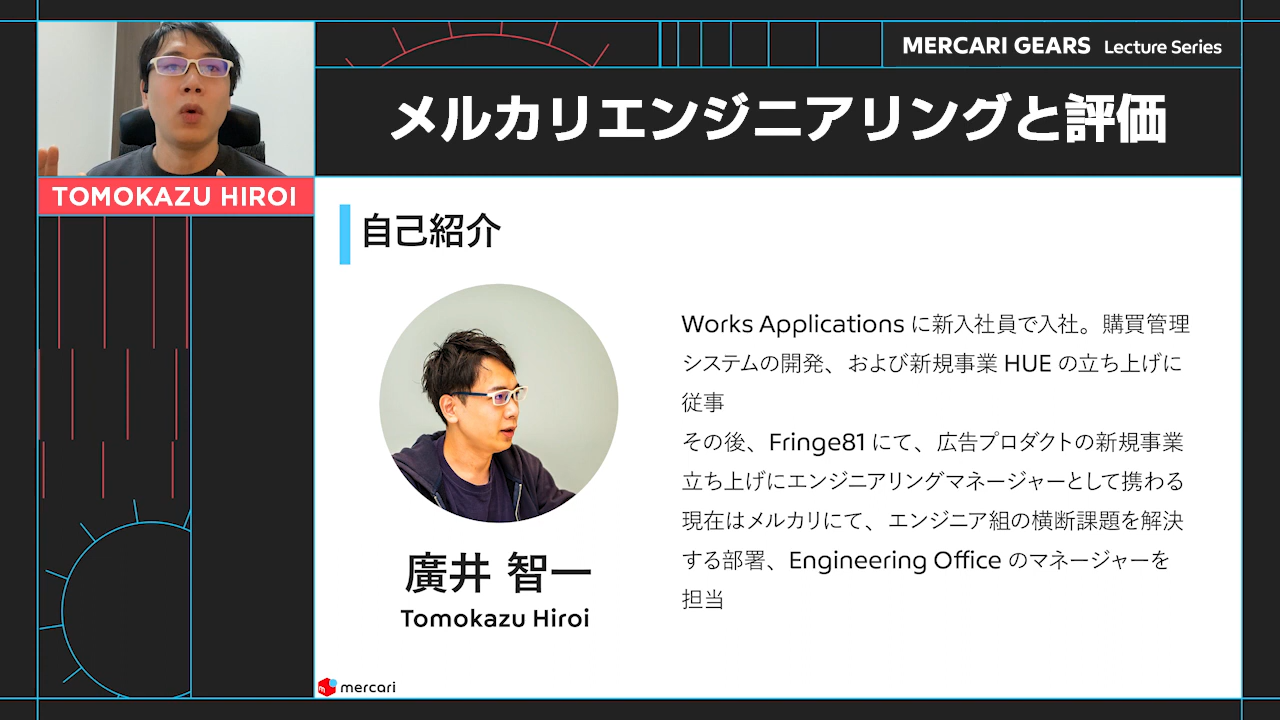 MERCARI GEARS Lecture Series
メルカリエンジニアリングと評価
TOMOKAZU HIROI
自己紹介
Works Applications に新入社員で入社。購買管理
システムの開発、および新規事業 HUE の立ち上げに
従事
その後、Fringe81 にて、広告プロダクトの新規事業
立ち上げにエンジニアリングマネージャーとして携わる
現在はメルカリにて、エンジニア組の横断課題を解決
する部署、Engineering Office のマネージャーを
担当
廣井 智一
Tomokazu Hiroi
mercari